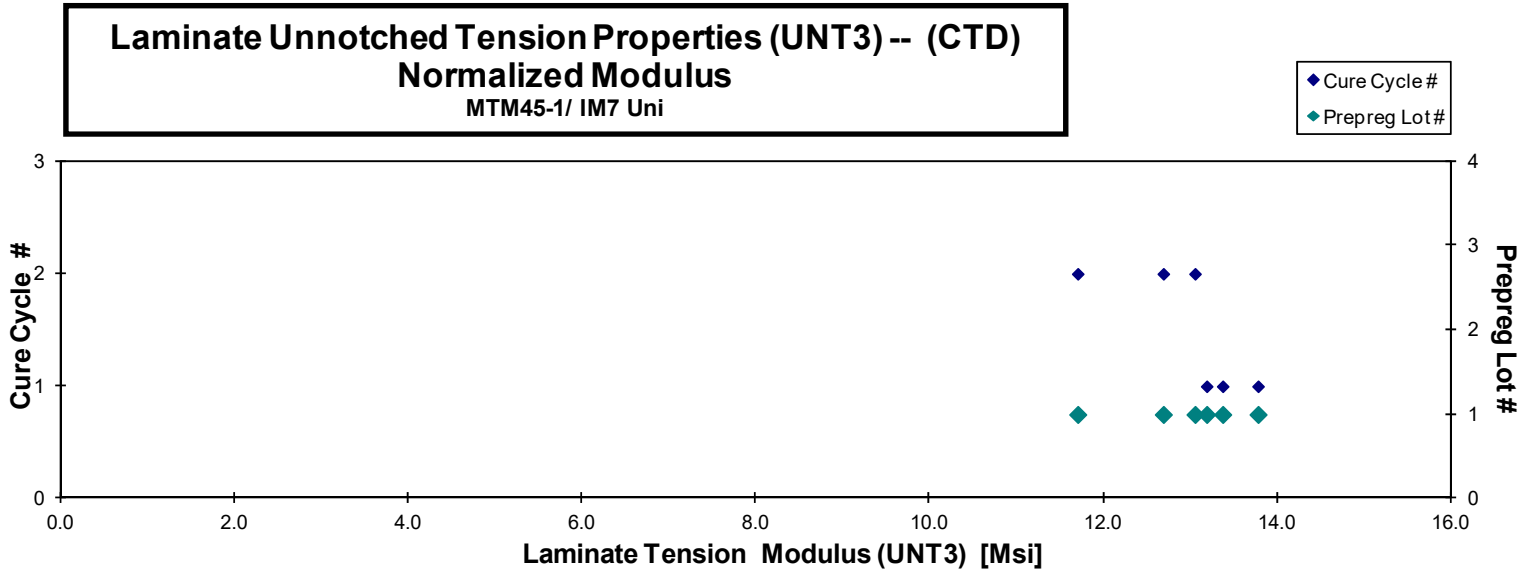 Laminate Unnotched Tension Properties (UNT3) -- (CTD)
Normalized Modulus
MTM45-1/ IM7 Uni
Cure Cycle #
Prepreg Lot #
3
2
1
0
Cure Cycle #
4
3
2
1
0
Prepreg Lot #
0.0 2.0 4.0 6.0 8.0 10.0 12.0 14.0 16.0
Laminate Tension Modulus (UNT3) [Msi]